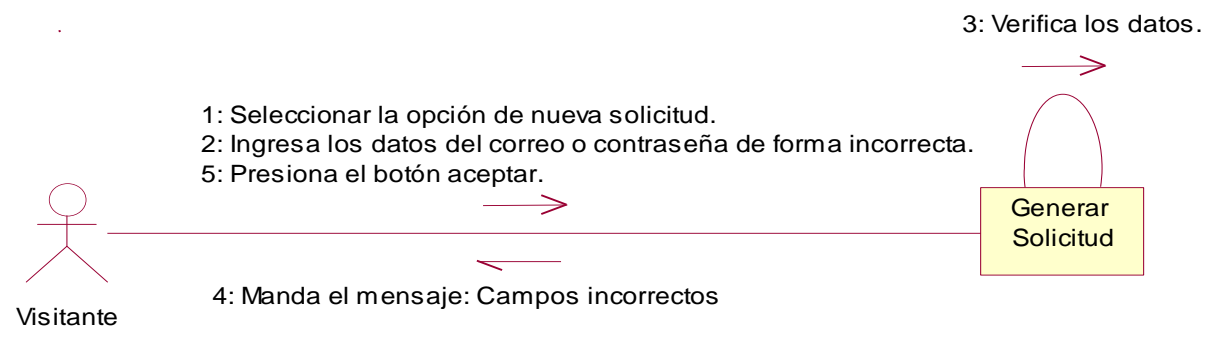 3: Verifica los datos.
1: Seleccionar la opción de nueva solicitud.
2: Ingresa los datos del correo o contraseña de forma incorrecta.
5: Presiona el botón aceptar.
Generar
Solicitud
4: Manda el mensaje: Campos incorrectos
Visitante